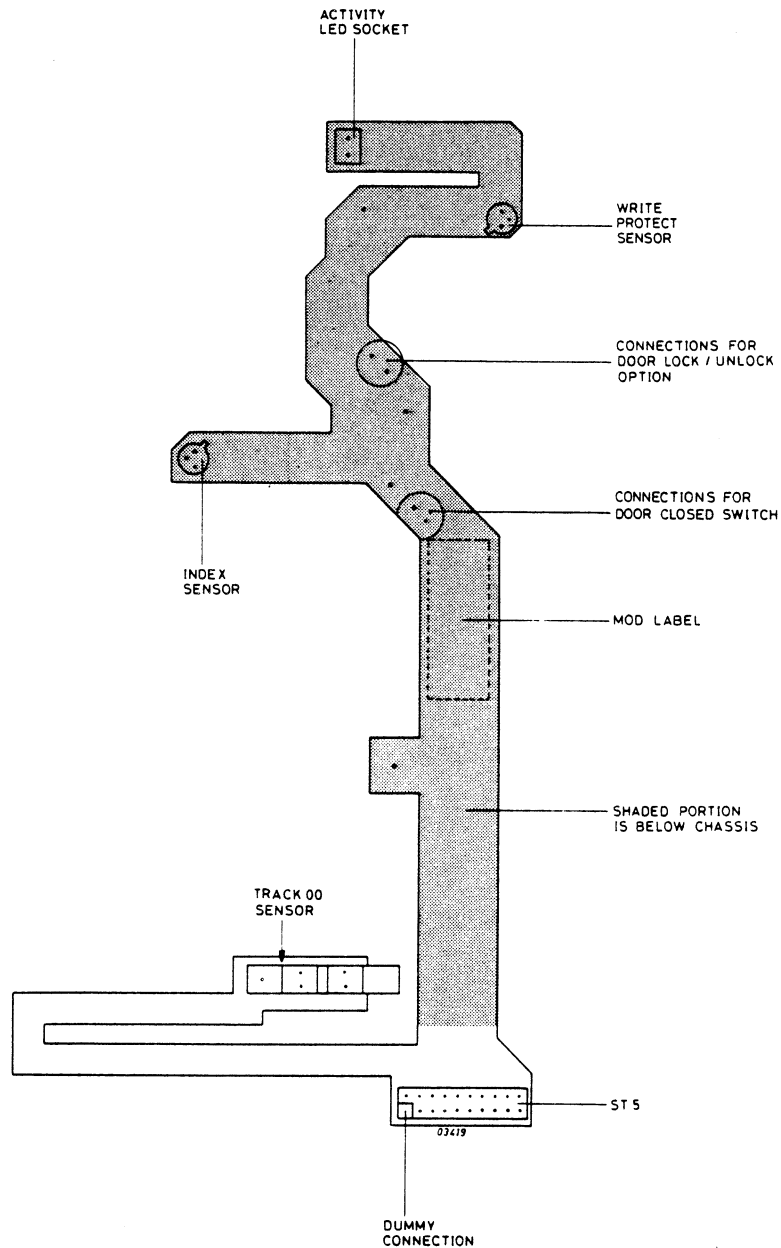 ACTIVITY
LED SOCKET
WRITE
PROTECT
SENSOR
CONNECTIONS FOR
DOOR LOCK / UNLOCK
OPTION
CONNECTIONS FOR
DOOR CLOSED SWITCH
INDEX
SENSOR
MOD LABEL
SHADED PORTION
IS BELOW CHASSIS
TRACK 00
SENSOR
ST 5
03419
DUMMY
CONNECTION